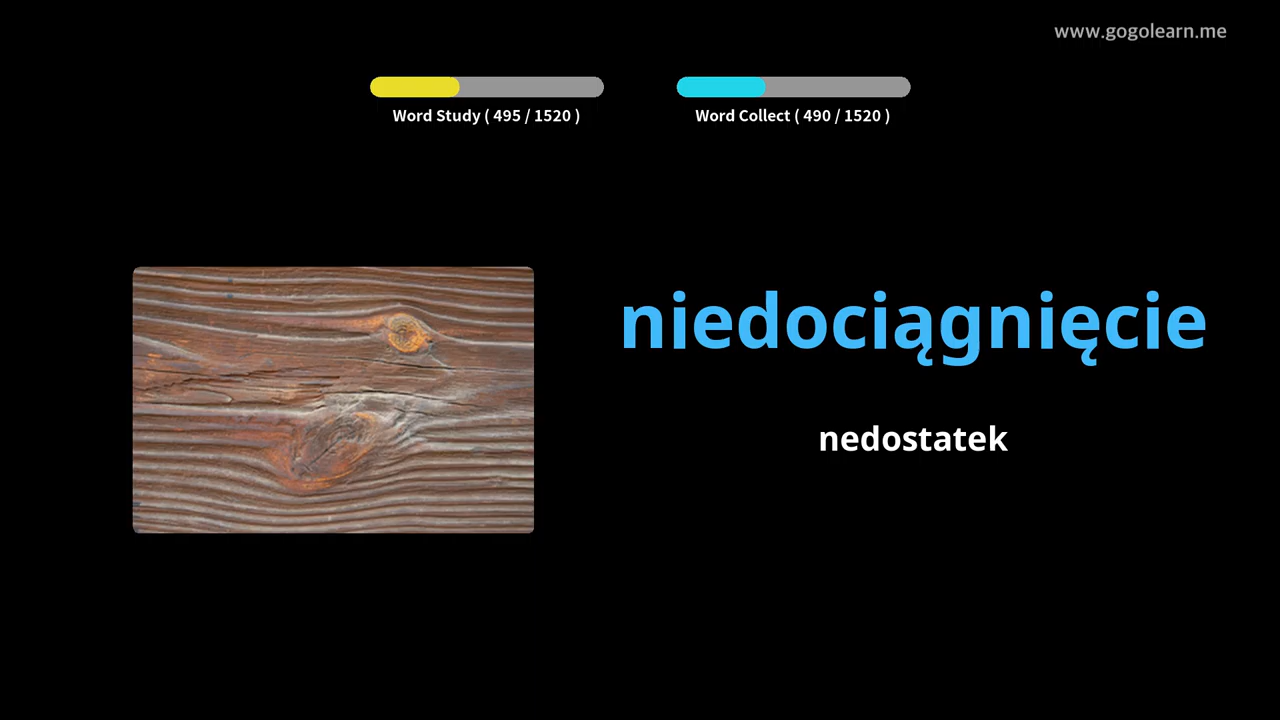 www.gogolearn.me
Word Study ( 495 / 1520 )
Word Collect ( 490 / 1520 )
niedociągnięcie
nedostatek